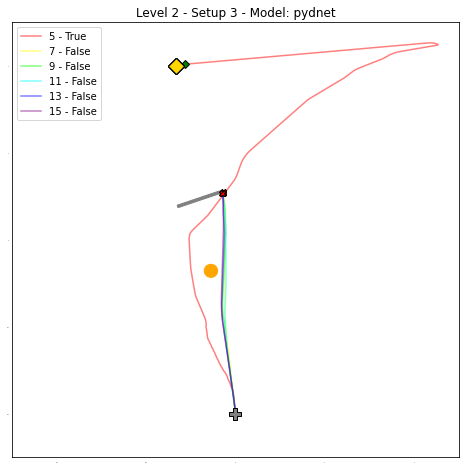 Level 2 - Setup 3 - Model: pydnet
5 - True
7 - False
9 - False
11 - False
13 - False
15 - False